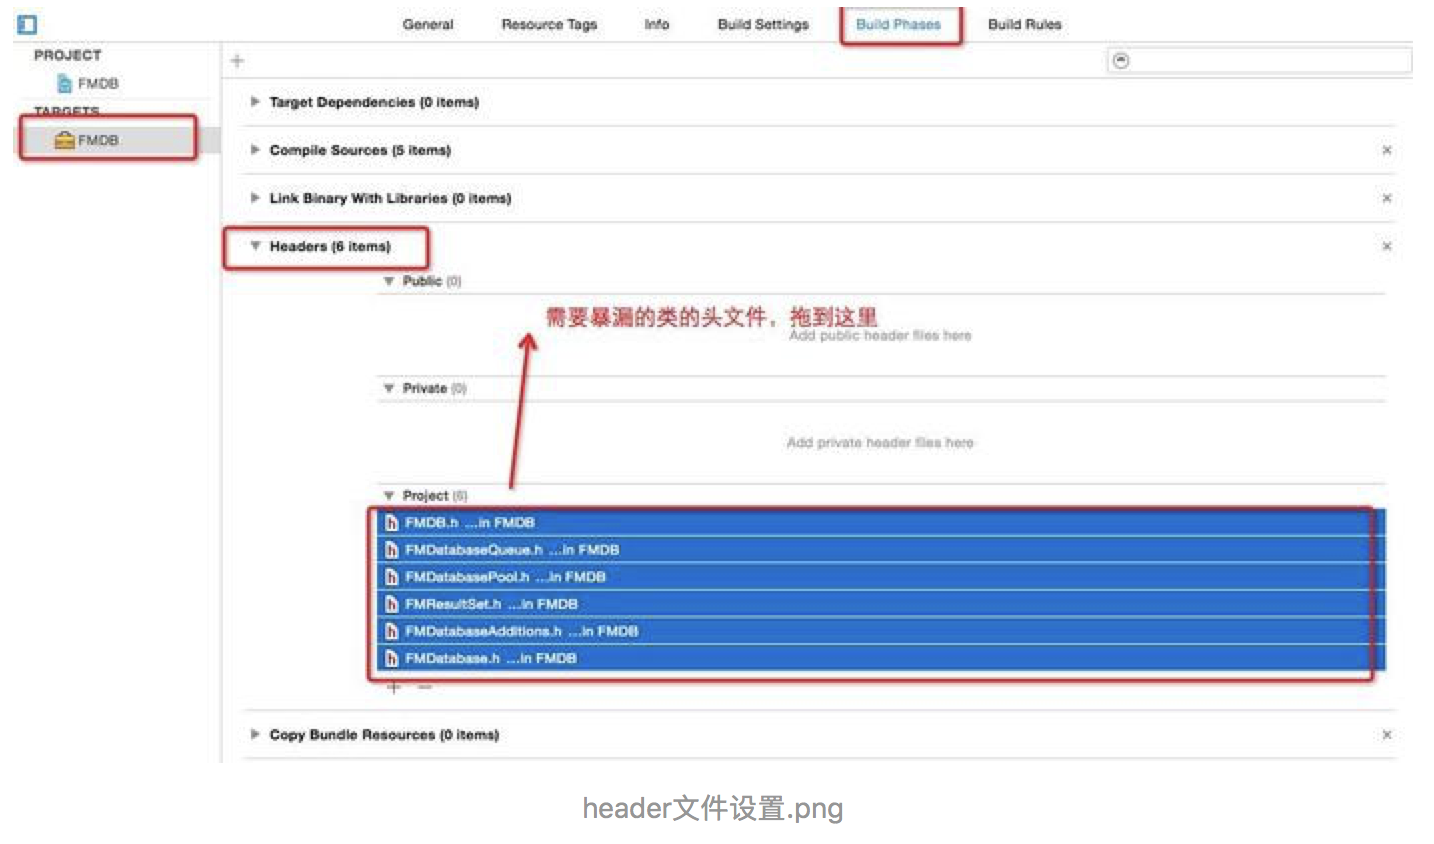 General Resource Tags Info Build Settings Build Phases Build Rules
PROJECT
FMDB
TARGETS
FMDB
Target Dependencies (0 items)
Compile Sources (5 items)
Link Binary With Libraries (0 items)
Headers (6 items)
Public (0)
需要暴漏的类的头文件，拖到这里
Add public header files here
Private (0)
Add private header files here
Project (6)
FMDB.h ...in FMDB
FMDatabaseQueue.h ...in FMDB
FMDatabasePool.h ...in FMDB
FMResultSet.h ...in FMDB
FMDatabaseAdditions.h ...in FMDB
FMDatabase.h ...in FMDB
Copy Bundle Resources (0 items)
header文件设置.png